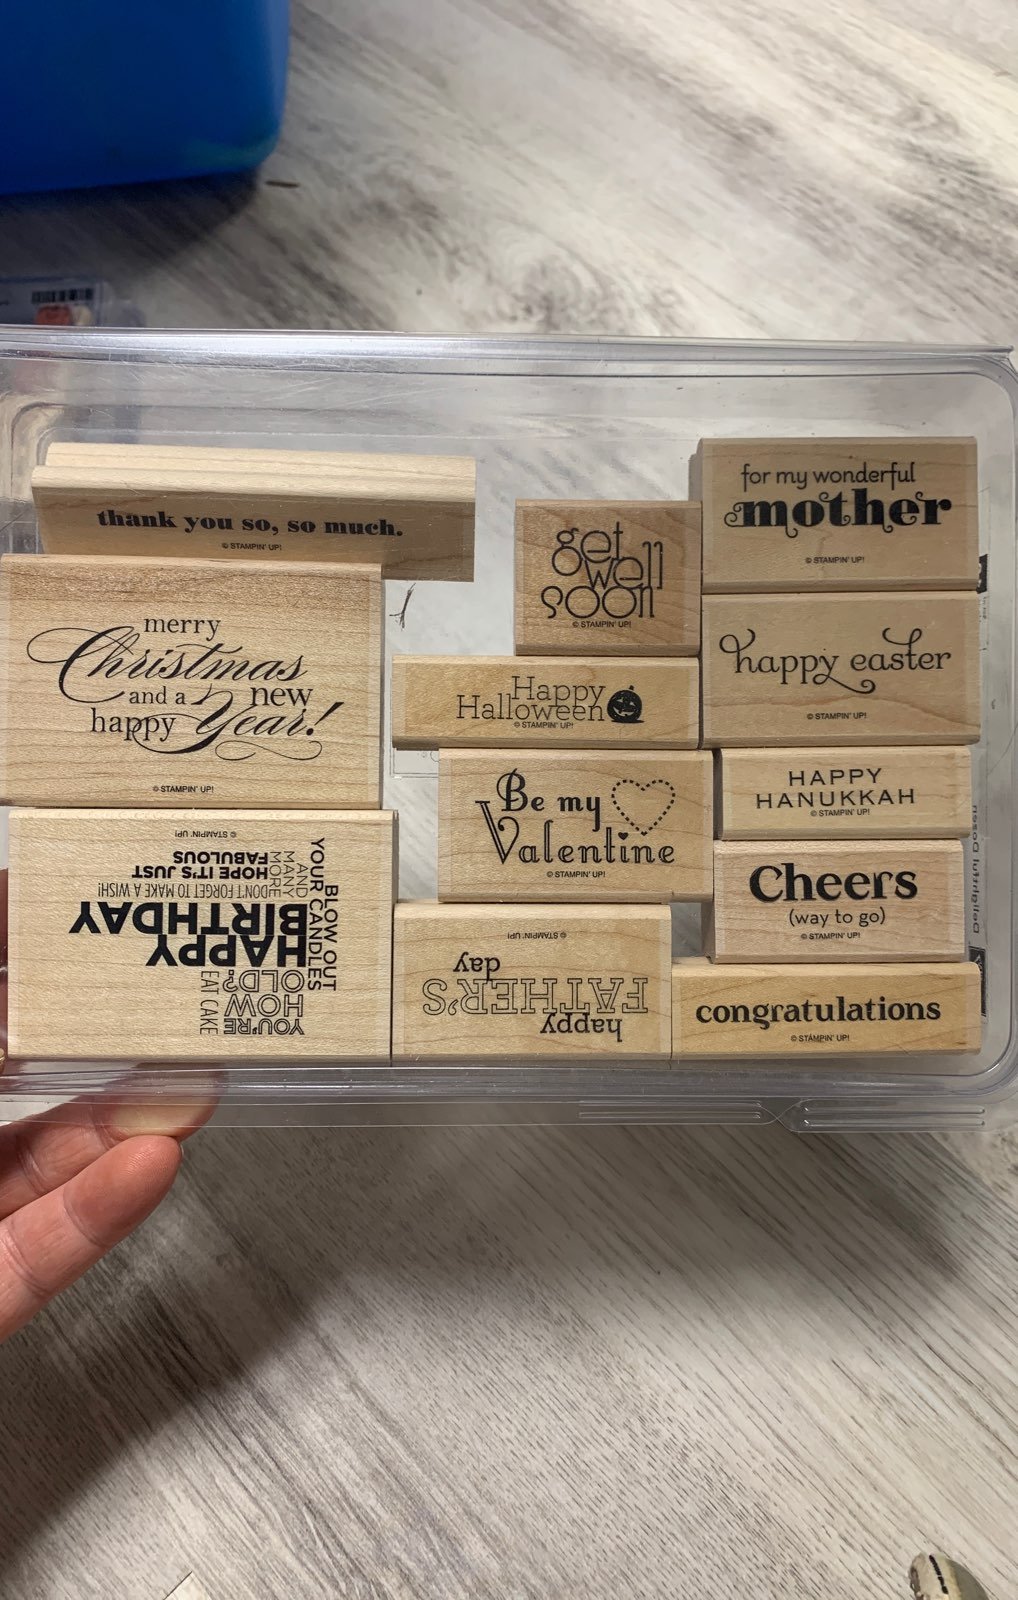 thank you so, so much.
© STAMPIN' UP!
merry
Christmas
and a new
happy Year!
© STAMPIN' UP!
© STAMPIN' UP!
YOU'RE
HOW
OLD?
EAT CAKE
HAPPY
BIRTHDAY
DON'T FORGET TO MAKE A WISH!
HOPE IT'S JUST
FABULOUS
AND
MANY
MORE
BLOW OUT
YOUR CANDLES
get
well
soon
© STAMPIN' UP!
Happy
Halloween
© STAMPIN' UP!
Be my
Valentine
© STAMPIN' UP!
happy
FATHER'S
day
© STAMPIN' UP!
for my wonderful
mother
© STAMPIN' UP!
happy easter
© STAMPIN' UP!
HAPPY
HANUKKAH
© STAMPIN' UP!
Cheers
(way to go)
© STAMPIN' UP!
congratulations
© STAMPIN' UP!
Delightful Dozen